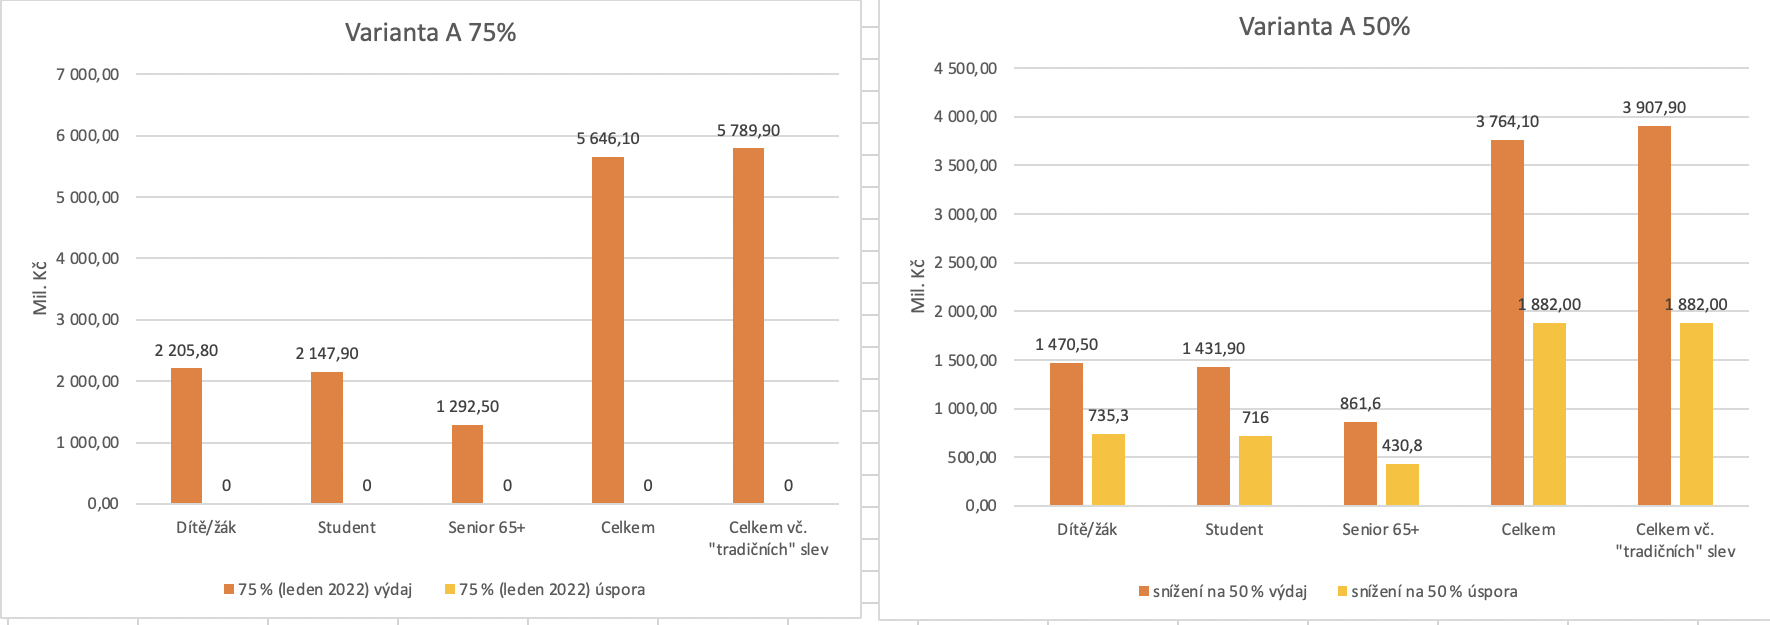 Varianta A 75%
7 000,00
6 000,00
5 000,00
4 000,00
3 000,00
2 000,00
1 000,00
0,00
Mil. Kč
2 205,80
0
2 147,90
0
1 292,50
0
5 646,10
0
5 789,90
0
Dítě/žák
Student
Senior 65+
Celkem
Celkem vč.
"tradičních" slev
75 % (leden 2022) výdaj
75 % (leden 2022) úspora
Varianta A 50%
4 500,00
4 000,00
3 500,00
3 000,00
2 500,00
2 000,00
1 500,00
1 000,00
500,00
0,00
Mil. Kč
1 470,50
735,3
1 431,90
716
861,6
430,8
3 764,10
1 882,00
3 907,90
1 882,00
Dítě/žák
Student
Senior 65+
Celkem
Celkem vč.
"tradičních" slev
snížení na 50 % výdaj
snížení na 50 % úspora